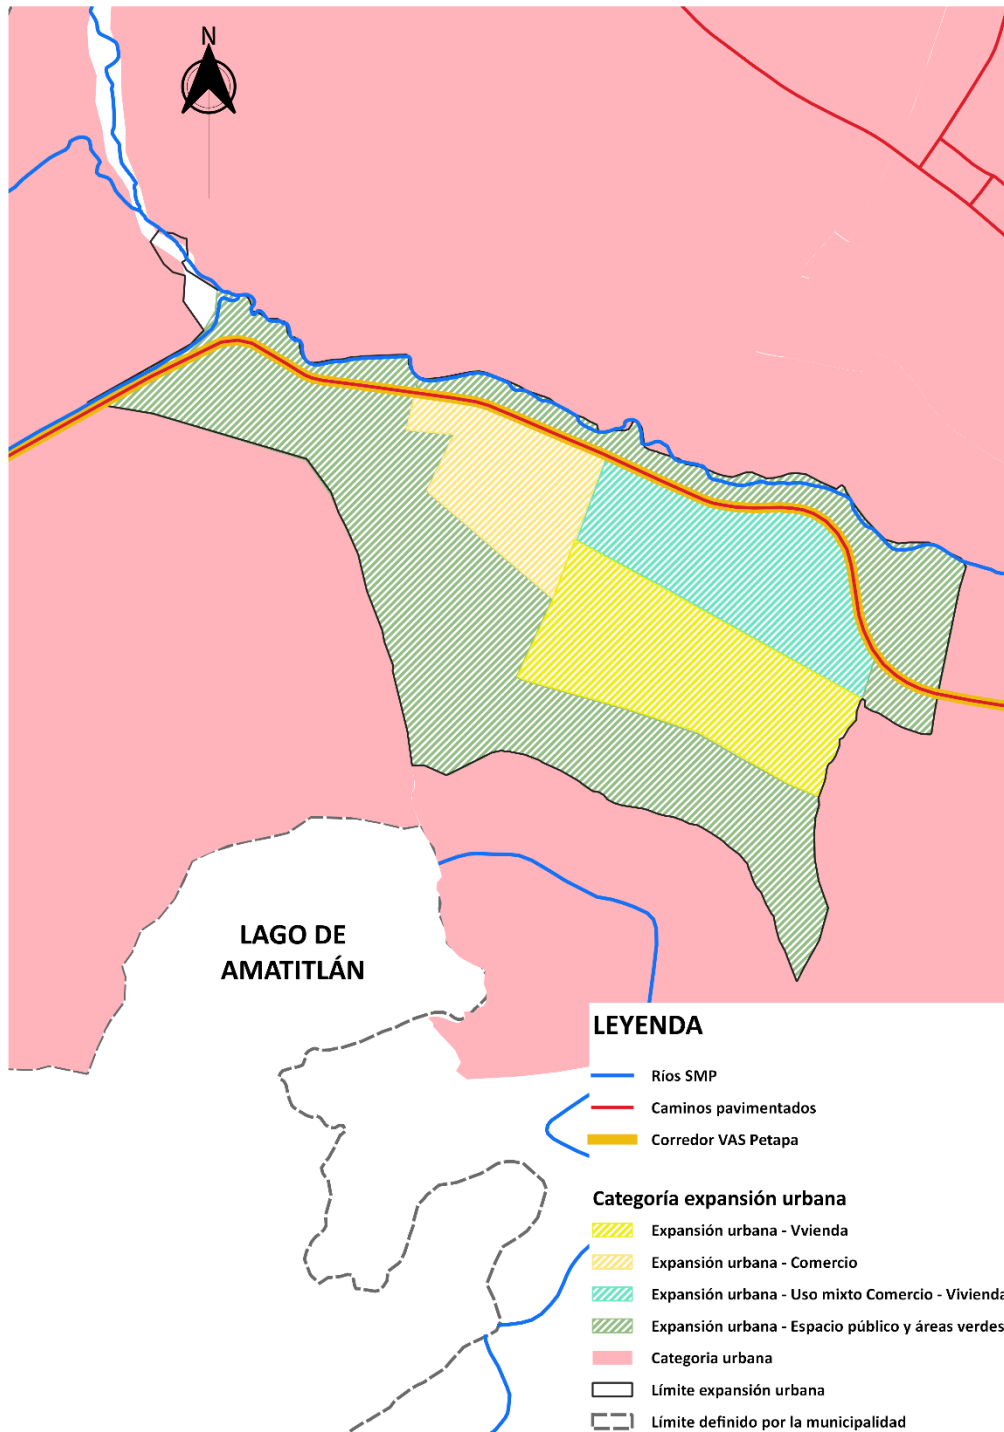 N
LAGO DE
AMATITLÁN
LEYENDA
Ríos SMP
Caminos pavimentados
Corredor VAS Petapa
Categoría expansión urbana
Expansión urbana - Vvienda
Expansión urbana - Comercio
Expansión urbana - Uso mixto Comercio - Vivienda
Expansión urbana - Espacio público y áreas verdes
Categoria urbana
Límite expansión urbana
Límite definido por la municipalidad